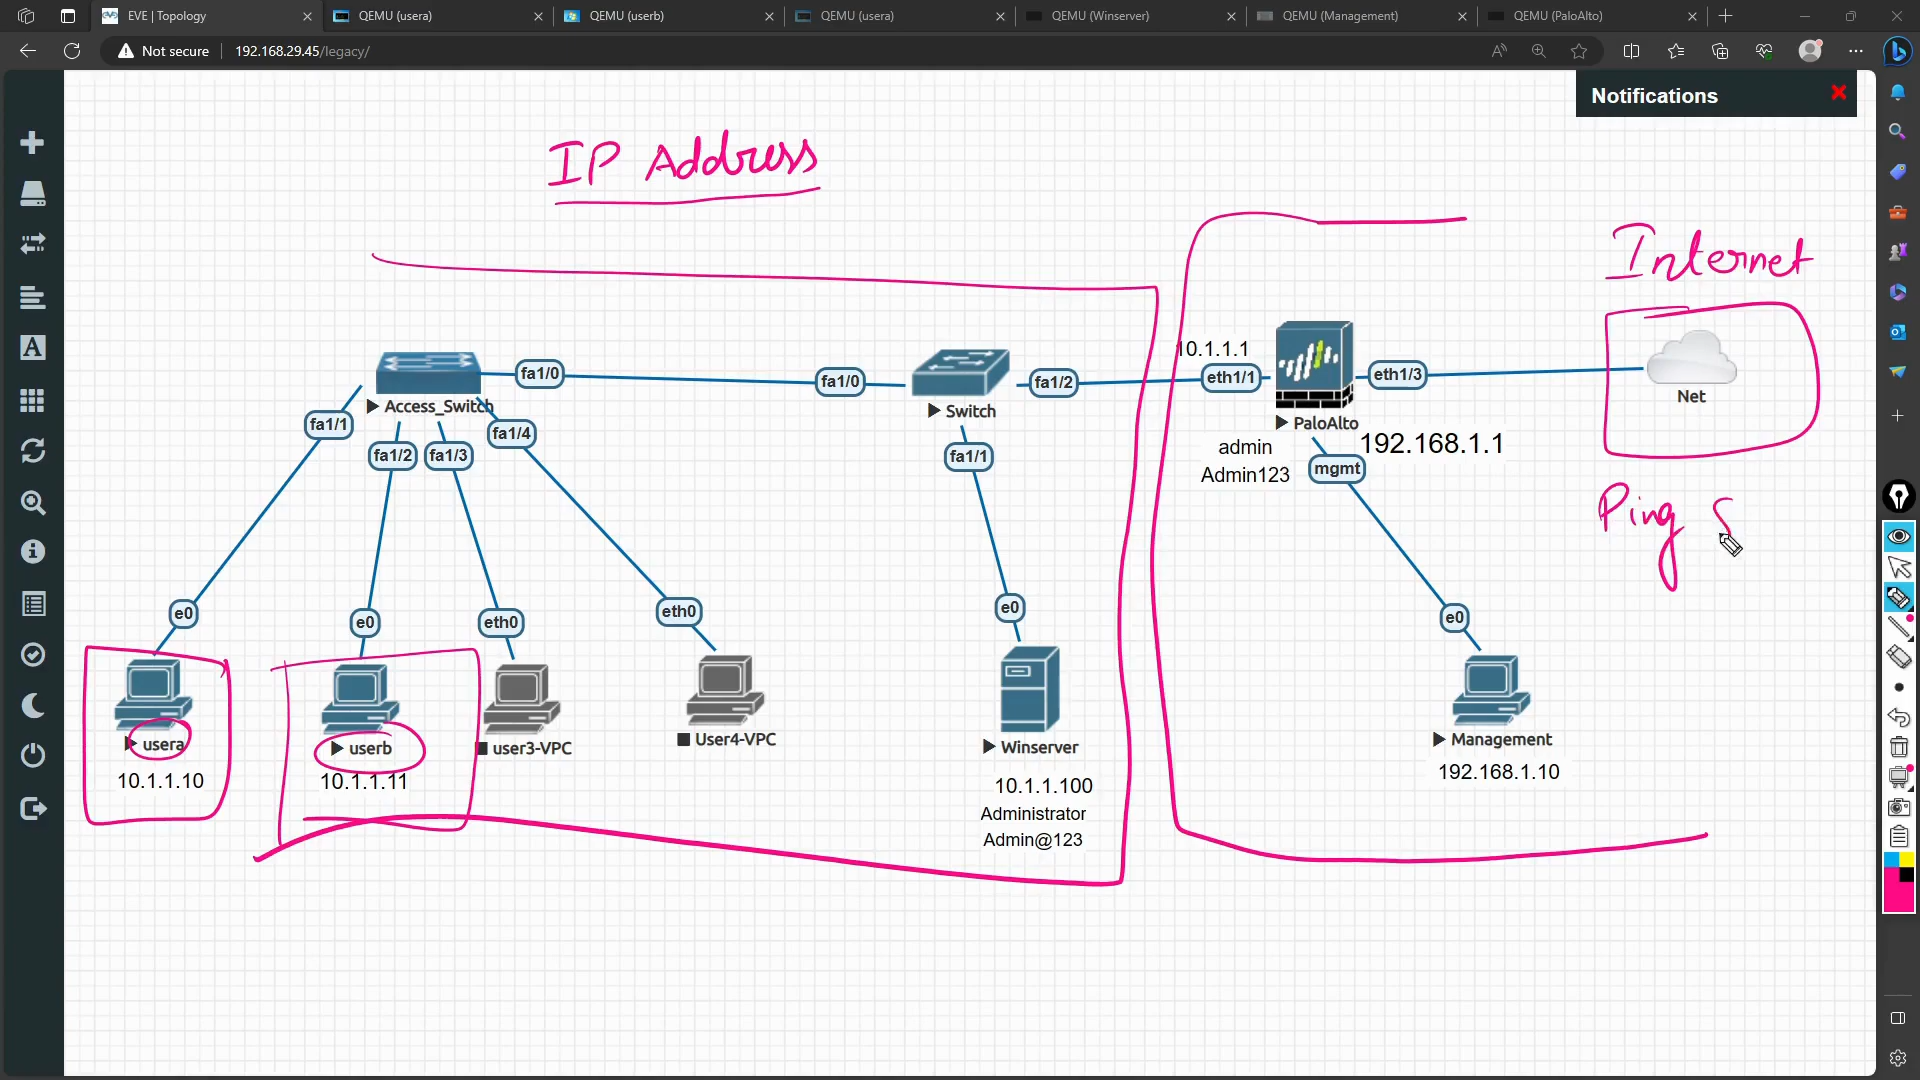 EVE | Topology
QEMU (usera)
QEMU (userb)
QEMU (usera)
QEMU (Winserver)
QEMU (Management)
QEMU (PaloAlto)
Not secure
192.168.29.45/legacy/
Notifications
IP Address
Internet
10.1.1.1
fa1/0
fa1/0
fa1/2
eth1/3
eth1/3
Net
Access_Switch
Switch
PaloAlto
fa1/1
fa1/4
fa1/2
fa1/3
fa1/1
admin
Admin123
192.168.1.1
mgmt
Ping
e0
e0
eth0
eth0
e0
e0
usera
userb
user3-VPC
User4-VPC
Winserver
Management
10.1.1.10
10.1.1.11
10.1.1.100
192.168.1.10
Administrator
Admin@123